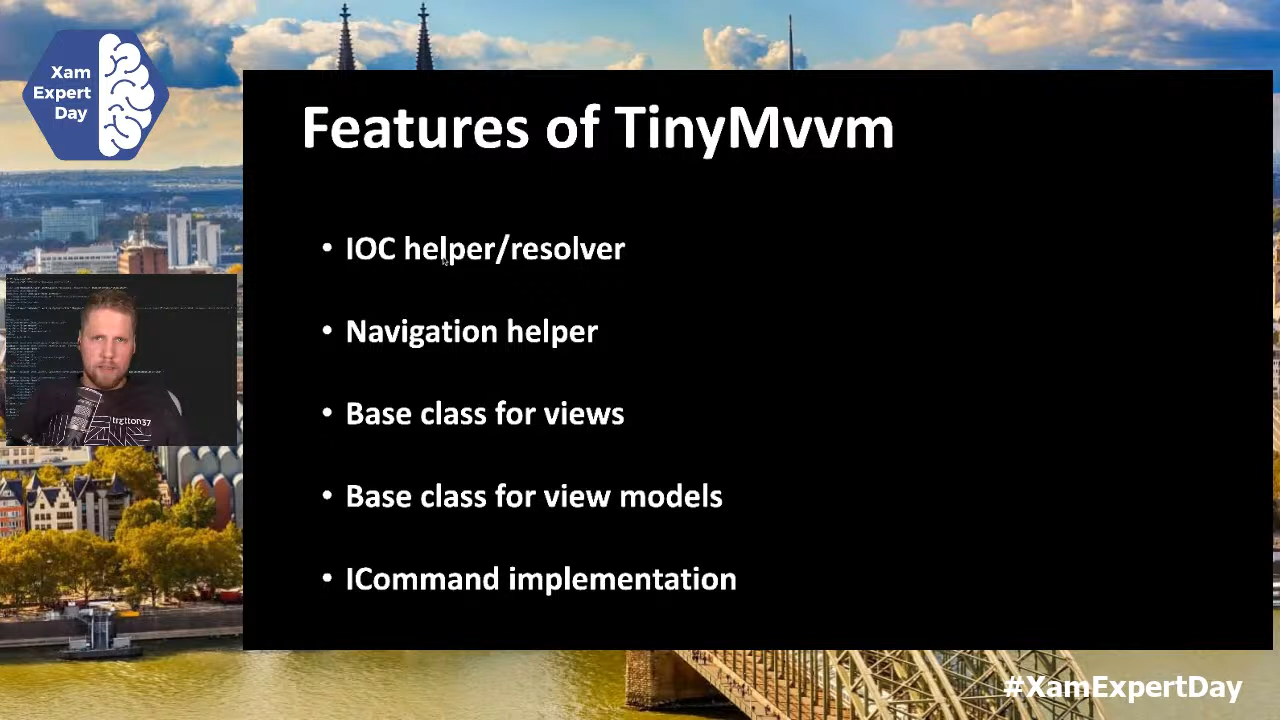 Xam
Expert
Day
Features of TinyMvvm
• IOC helper/resolver
• Navigation helper
• Base class for views
• Base class for view models
• ICommand implementation
tretton37
#XamExpertDay